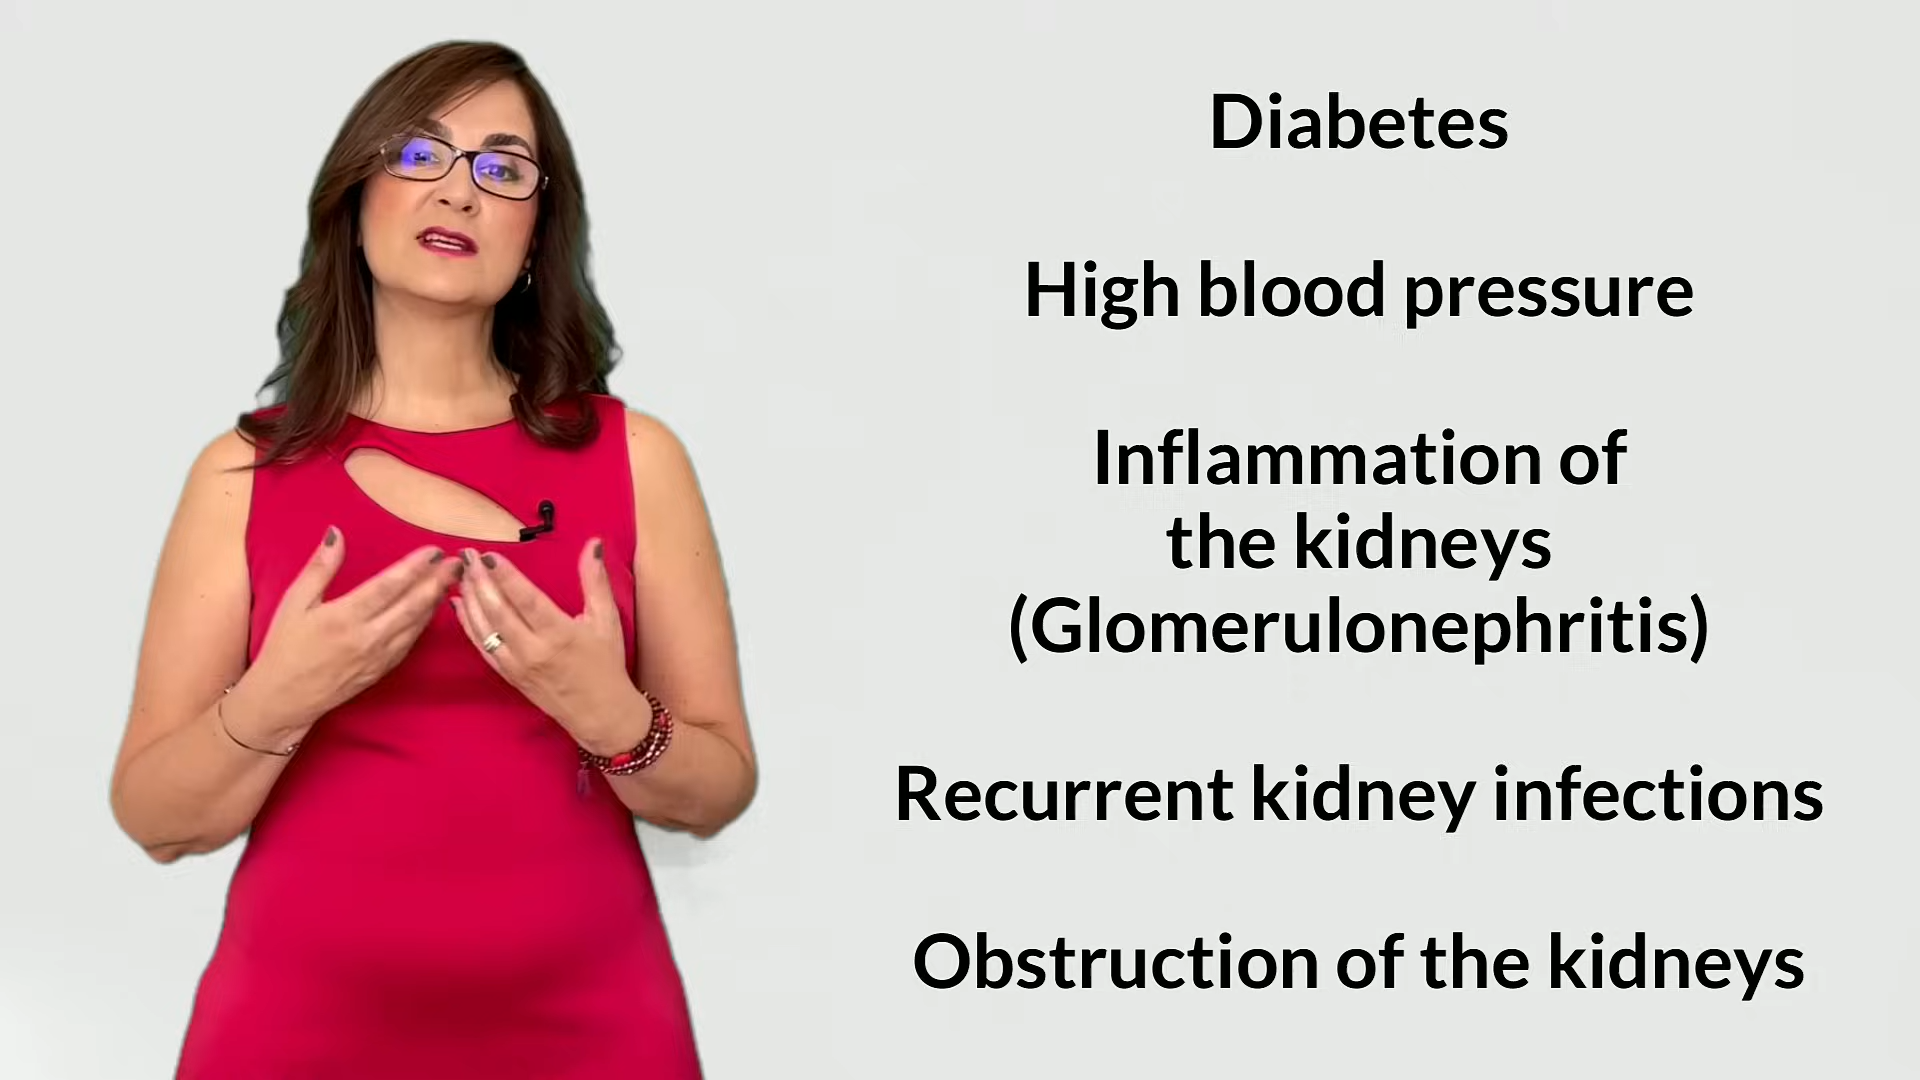 Diabetes
High blood pressure
Inflammation of
the kidneys
(Glomerulonephritis)
Recurrent kidney infections
Obstruction of the kidneys